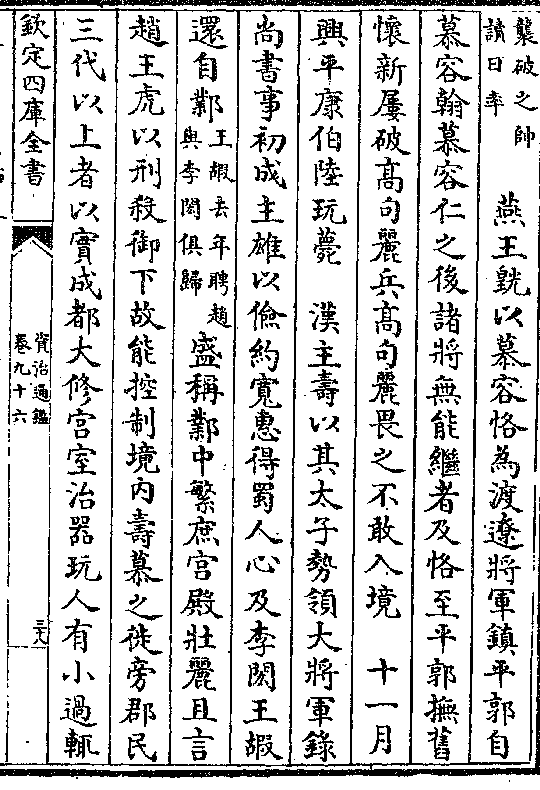 襲破之帥
讀曰率　燕王皝以慕容恪為渡遼將軍鎮平郭自
慕容翰慕容仁之後諸將無能繼者及恪至平郭撫舊
懷新屢破高句麗兵高句麗畏之不敢入境　十一月
興平康伯陸玩薨　漢主壽以其太子勢領大將軍錄
尚書事初成主雄以儉約寛惠得蜀人心及李閎王嘏
還自鄴王嘏去年聘趙
與李閎俱歸盛稱鄴中繁庶宫殿壯麗且言
趙王虎以刑殺御下故能控制境内壽慕之徙旁郡民
三代以上者以實成都大修宫室治器玩人有小過輒
欽定四庫全書
資治通鑑
卷九十六